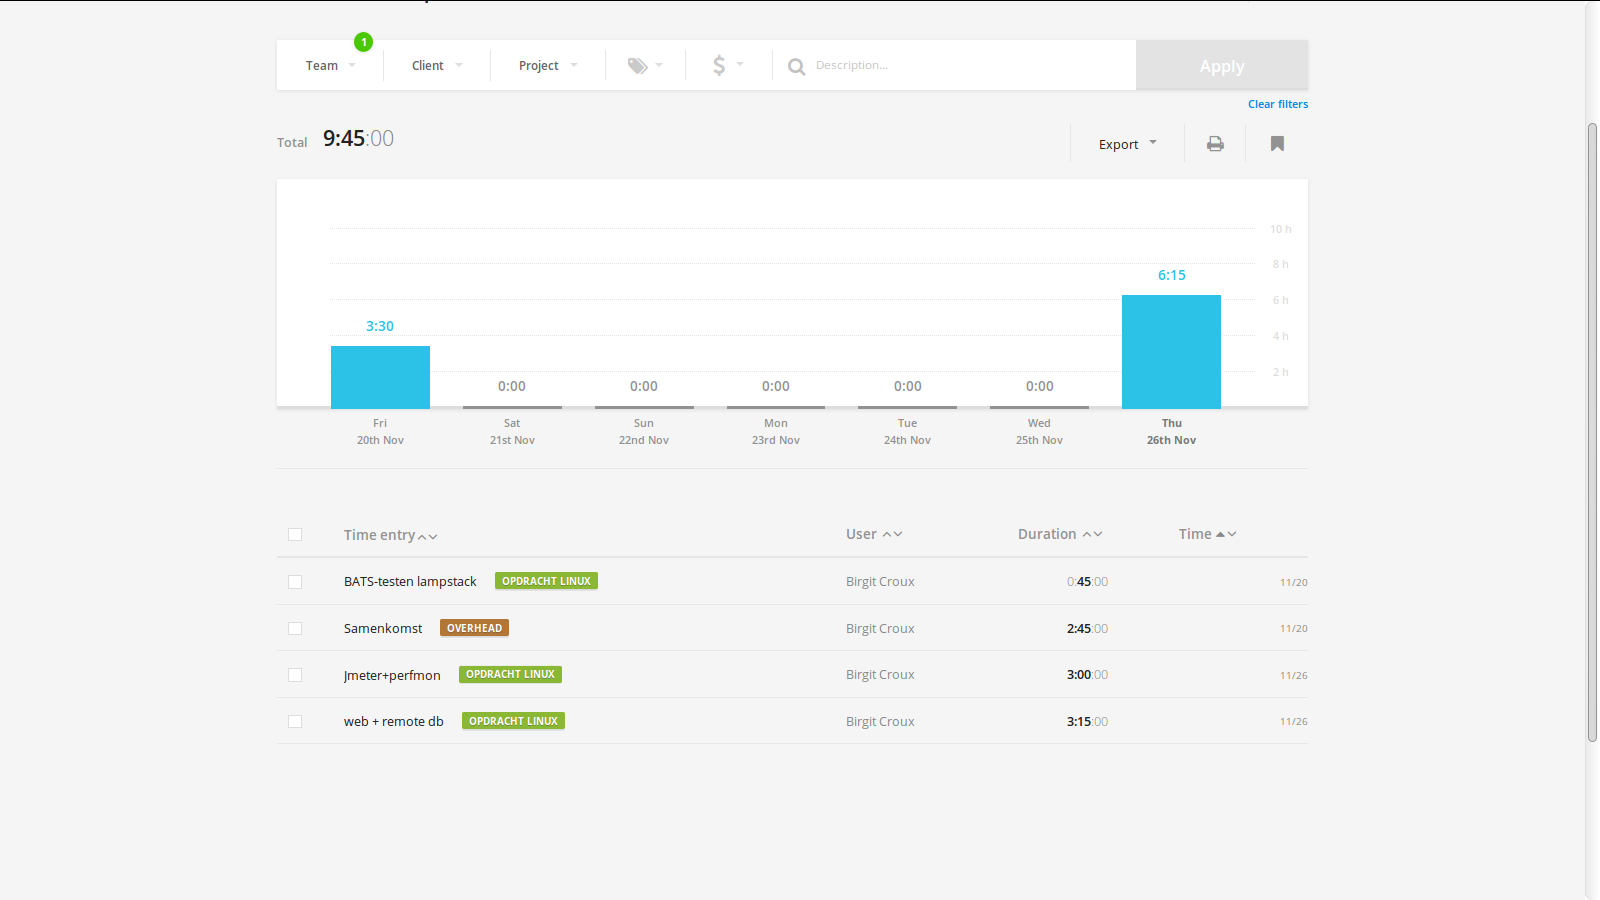 1
Team Client Project $ Description... Apply
Clear filters
Total 9:45:00 Export
10 h
8 h
6:15
6 h
3:30
4 h
2 h
0:00 0:00 0:00 0:00 0:00
Fri Sat Sun Mon Tue Wed Thu
20th Nov 21st Nov 22nd Nov 23rd Nov 24th Nov 25th Nov 26th Nov
Time entry User Duration Time
BATS-testen lampstack OPDRACHT LINUX Birgit Croux 0:45:00 11/20
Samenkomst OVERHEAD Birgit Croux 2:45:00 11/20
Jmeter+perfmon OPDRACHT LINUX Birgit Croux 3:00:00 11/26
web + remote db OPDRACHT LINUX Birgit Croux 3:15:00 11/26